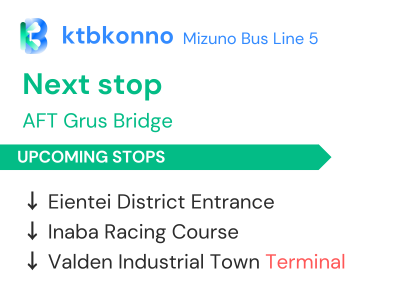 ktbkonno Mizuno Bus Line 5
Next stop
AFT Grus Bridge
UPCOMING STOPS
↓ Eientei District Entrance
↓ Inaba Racing Course
↓ Valden Industrial Town Terminal